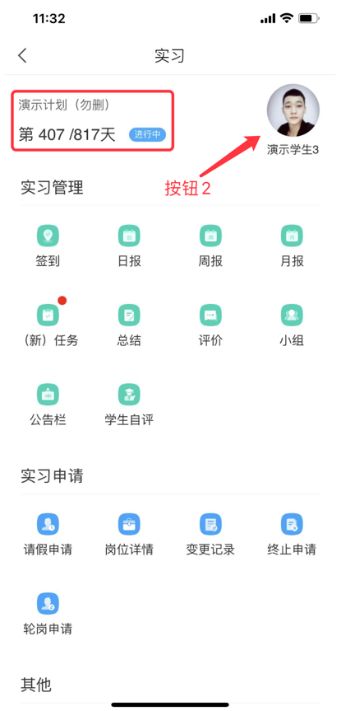 11:32
实习
演示计划（勿删）
第 407 /817天 进行中
演示学生3
实习管理 按钮2
签到 日报 周报 月报
（新）任务 总结 评价 小组
公告栏 学生自评
实习申请
请假申请 岗位详情 变更记录 终止申请
轮岗申请
其他